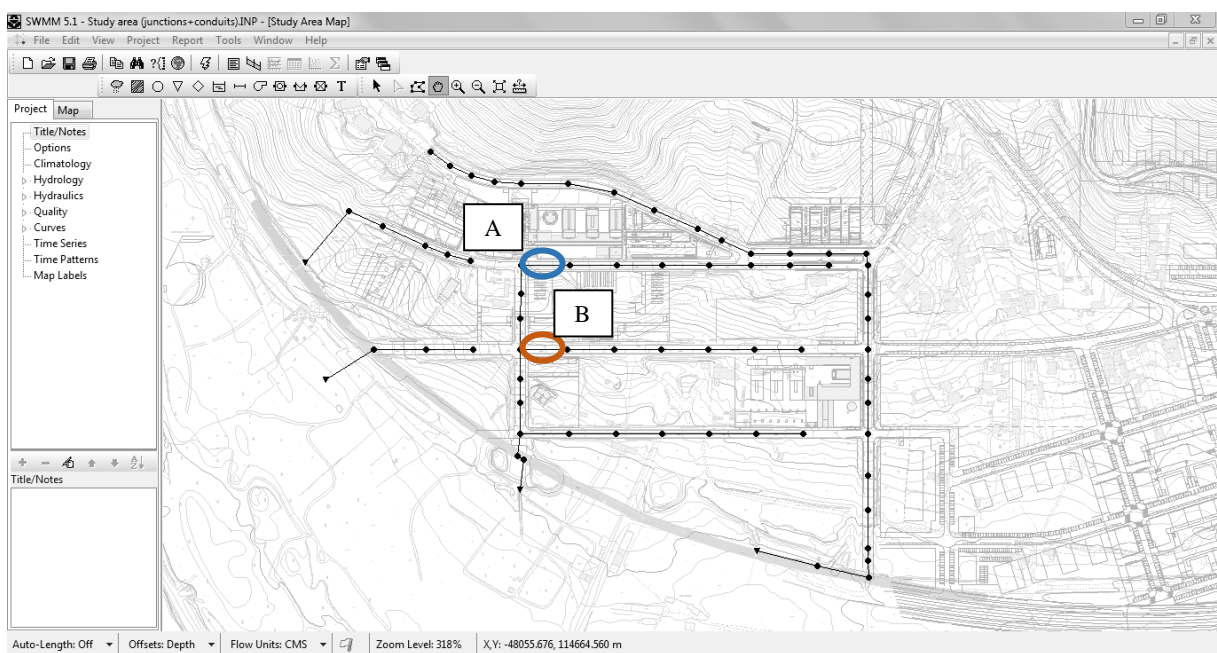 SWMM 5.1 - Study area (junctions+conduits).INP - [Study Area Map]
File Edit View Project Report Tools Window Help
Project Map
Title/Notes
Options
Climatology
Hydrology
Hydraulics
Quality
Curves
Time Series
Time Patterns
Map Labels
A
B
Title/Notes
Auto-Length: Off Offsets: Depth Flow Units: CMS Zoom Level: 318% X,Y: -48055.676, 114664.560 m